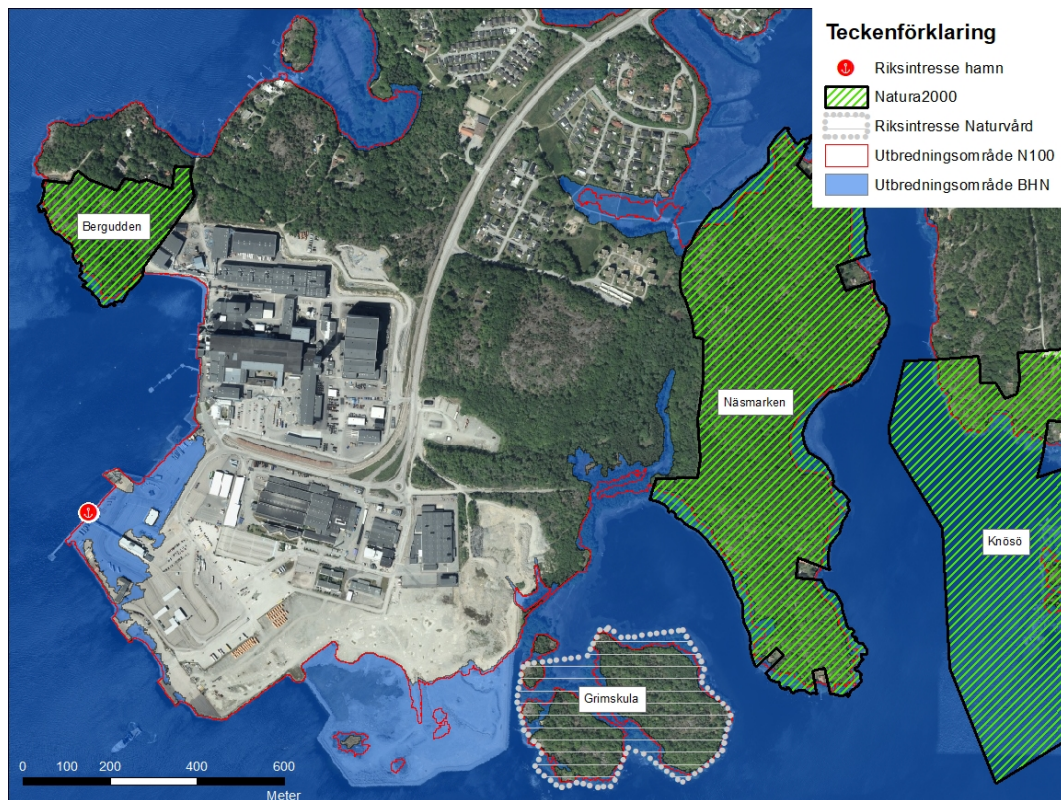 Teckenförklaring
Riksintresse hamn
Natura2000
Riksintresse Naturvård
Utbredningsområde N100
Utbredningsområde BHN
Bergudden
Näsmarken
Knösö
Grimskula
0 100 200 400 600
Meter